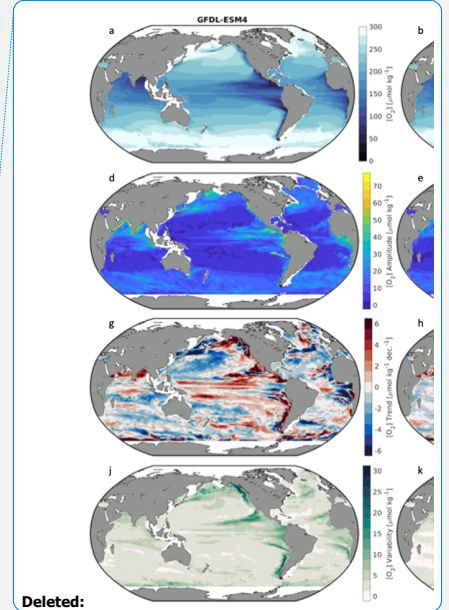 GFDL-ESM4
a
b
300
250
200
150
100
50
0
[O₂] [μmol kg⁻¹]
d
e
70
60
50
40
30
20
10
0
[O₂] Amplitude [μmol kg⁻¹]
g
h
6
4
2
0
-2
-4
-6
[O₂] Trend [μmol kg⁻¹ dec⁻¹]
j
k
30
25
20
15
10
5
0
[O₂] Variability [μmol kg⁻¹]
Deleted: